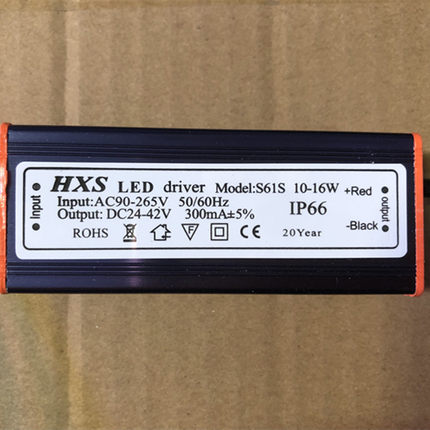 Input
HXS LED driver Model:S61S 10-16W
Input:AC90-265V 50/60Hz
Output: DC24-42V 300mA±5%
IP66
ROHS F CE 20Year
+Red
-Black
output